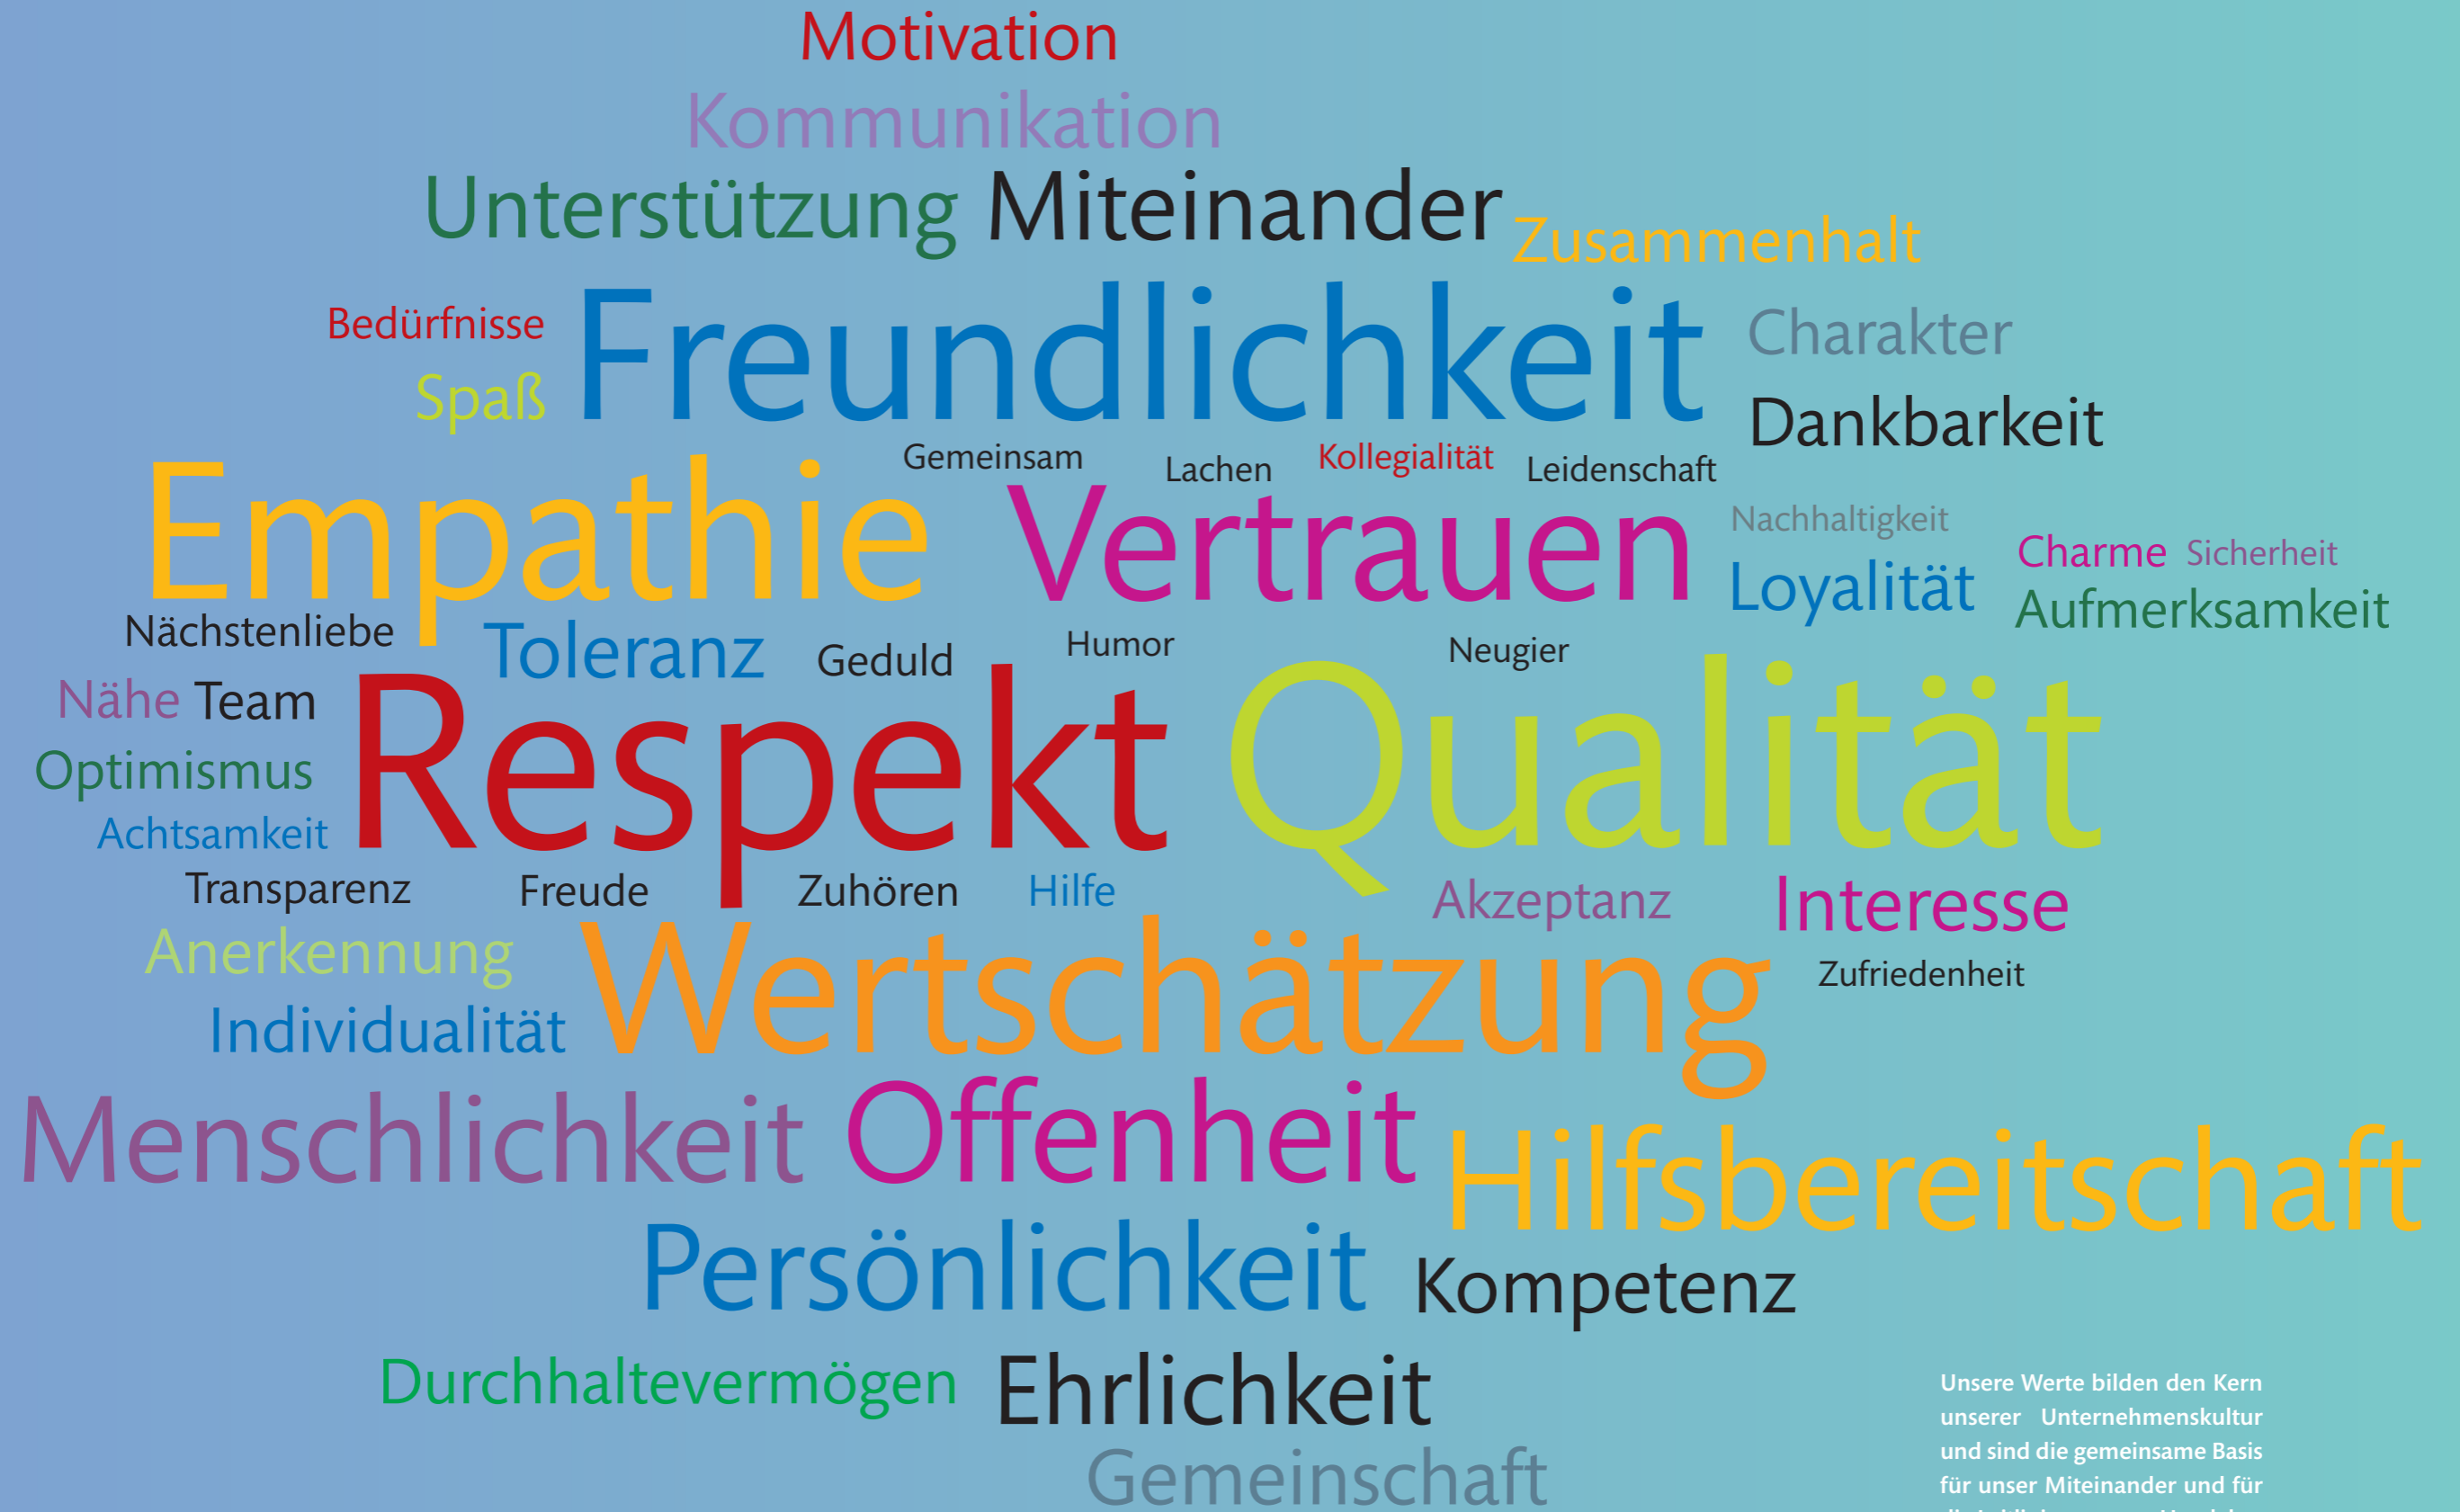 Motivation
Kommunikation
Unterstützung Miteinander Zusammenhalt
Bedürfnisse Freundlichkeit Charakter
Spaß Dankbarkeit
Gemeinsam Lachen Kollegialität Leidenschaft
Empathie Vertrauen Nachhaltigkeit
Loyalität Charme Sicherheit
Aufmerksamkeit
Nächstenliebe Toleranz Geduld Humor Neugier
Nähe Team Respekt Qualität
Optimismus
Achtsamkeit
Transparenz Freude Zuhören Hilfe Akzeptanz Interesse
Anerkennung Wertschätzung Zufriedenheit
Individualität
Menschlichkeit Offenheit Hilfsbereitschaft
Persönlichkeit Kompetenz
Durchhaltevermögen Ehrlichkeit
Gemeinschaft
Unsere Werte bilden den Kern
unserer Unternehmenskultur
und sind die gemeinsame Basis
für unser Miteinander und für